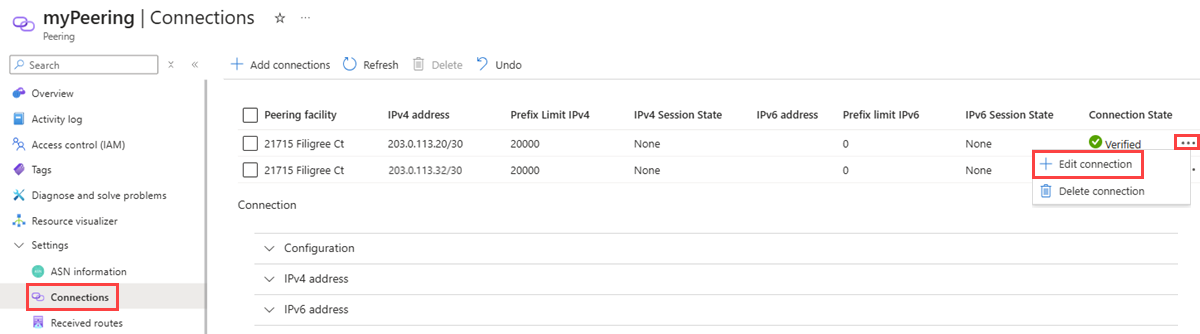 myPeering | Connections ☆ ···
Peering
Search
Overview
Activity log
Access control (IAM)
Tags
Diagnose and solve problems
Resource visualizer
Settings
ASN information
Connections
Received routes
Add connections Refresh Delete Undo
Peering facility IPv4 address Prefix Limit IPv4 IPv4 Session State IPv6 address Prefix limit IPv6 IPv6 Session State Connection State
21715 Filigree Ct 203.0.113.20/30 20000 None 0 None Verified ···
21715 Filigree Ct 203.0.113.32/30 20000 None 0 None
Edit connection
Delete connection
Connection
Configuration
IPv4 address
IPv6 address